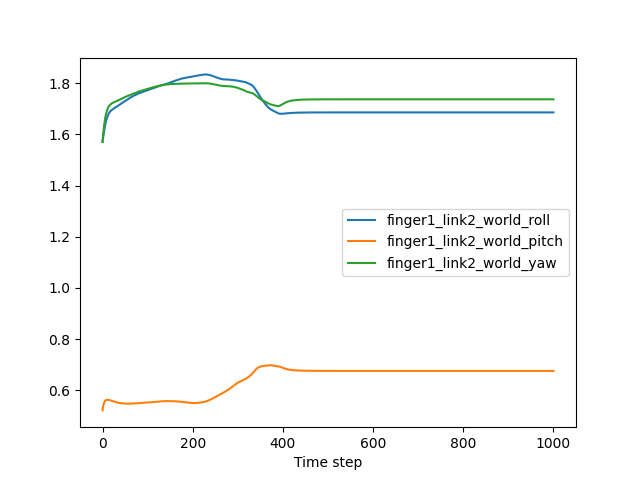 1.8
1.6
1.4
1.2
1.0
0.8
0.6
finger1_link2_world_roll
finger1_link2_world_pitch
finger1_link2_world_yaw
0 200 400 600 800 1000
Time step